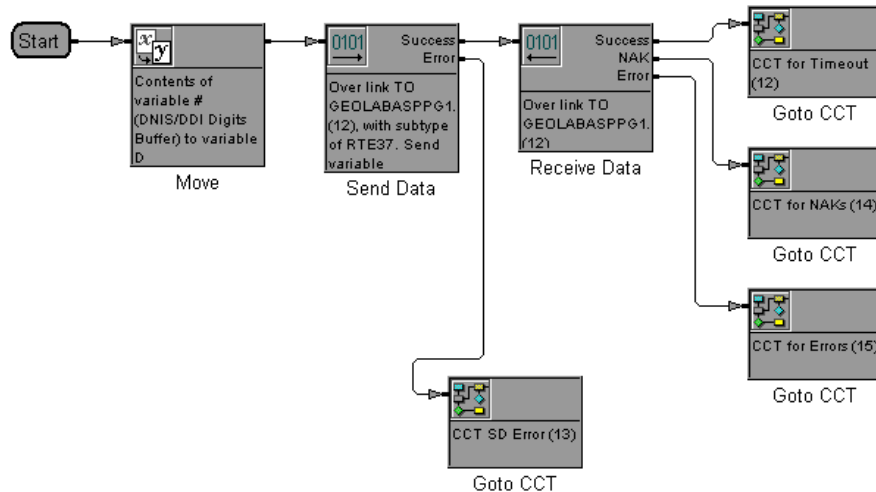 Start
x
y
Contents of
variable #
(DNIS/DDI Digits
Buffer) to variable
D
Move
0101
Success
Error
Over link TO
GEOLABASPPG1.
(12), with subtype
of RTE37. Send
variable
Send Data
0101
Success
NAK
Error
Over link TO
GEOLABASPPG1.
(12)
Receive Data
CCT for Timeout
(12)
Goto CCT
CCT for NAKs (14)
Goto CCT
CCT for Errors (15)
Goto CCT
CCT SD Error (13)
Goto CCT